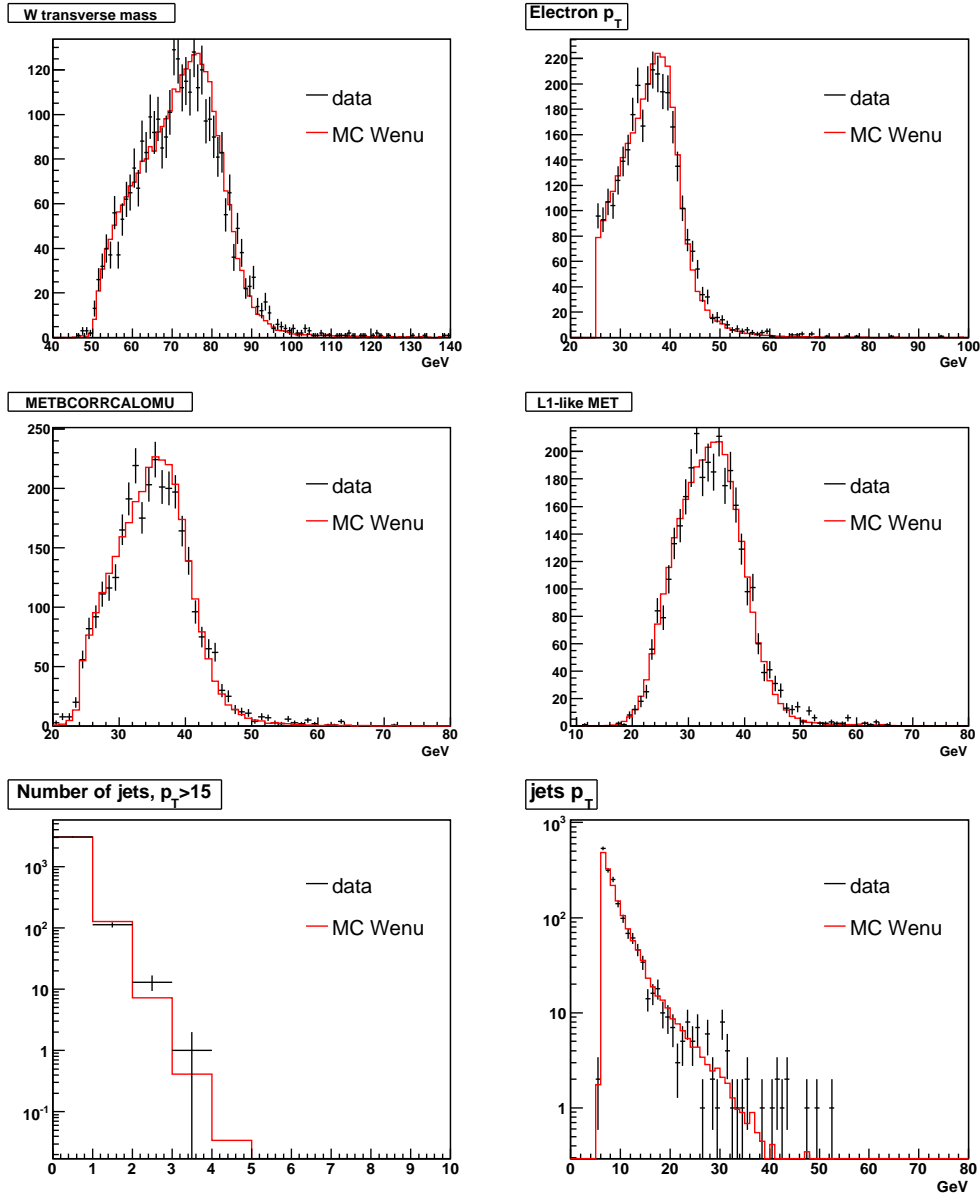 W transverse mass
120
100
80
60
40
20
0
data
MC Wenu
40 50 60 70 80 90 100 110 120 130 140
GeV
Electron p_T
220
200
180
160
140
120
100
80
60
40
20
0
data
MC Wenu
20 30 40 50 60 70 80 90 100
GeV
METBCORRCALOMU
250
200
150
100
50
0
data
MC Wenu
20 30 40 50 60 70 80
GeV
L1-like MET
200
180
160
140
120
100
80
60
40
20
0
data
MC Wenu
10 20 30 40 50 60 70 80
GeV
Number of jets, p_T>15
10^3
10^2
10
1
10^-1
data
MC Wenu
0 1 2 3 4 5 6 7 8 9 10
jets p_T
10^3
10^2
10
1
data
MC Wenu
0 10 20 30 40 50 60 70 80
GeV